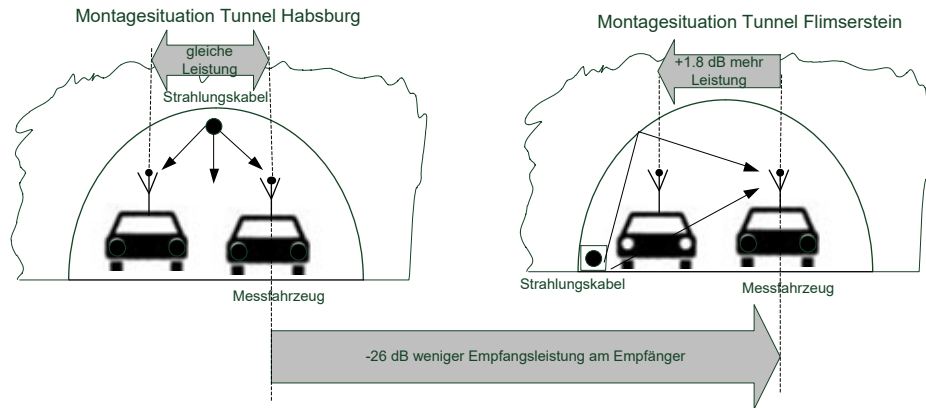 Montagesituation Tunnel Habsburg
gleiche
Leistung
Strahlungskabel
Messfahrzeug
Montagesituation Tunnel Flimserstein
+1.8 dB mehr
Leistung
Strahlungskabel
Messfahrzeug
-26 dB weniger Empfangsleistung am Empfänger